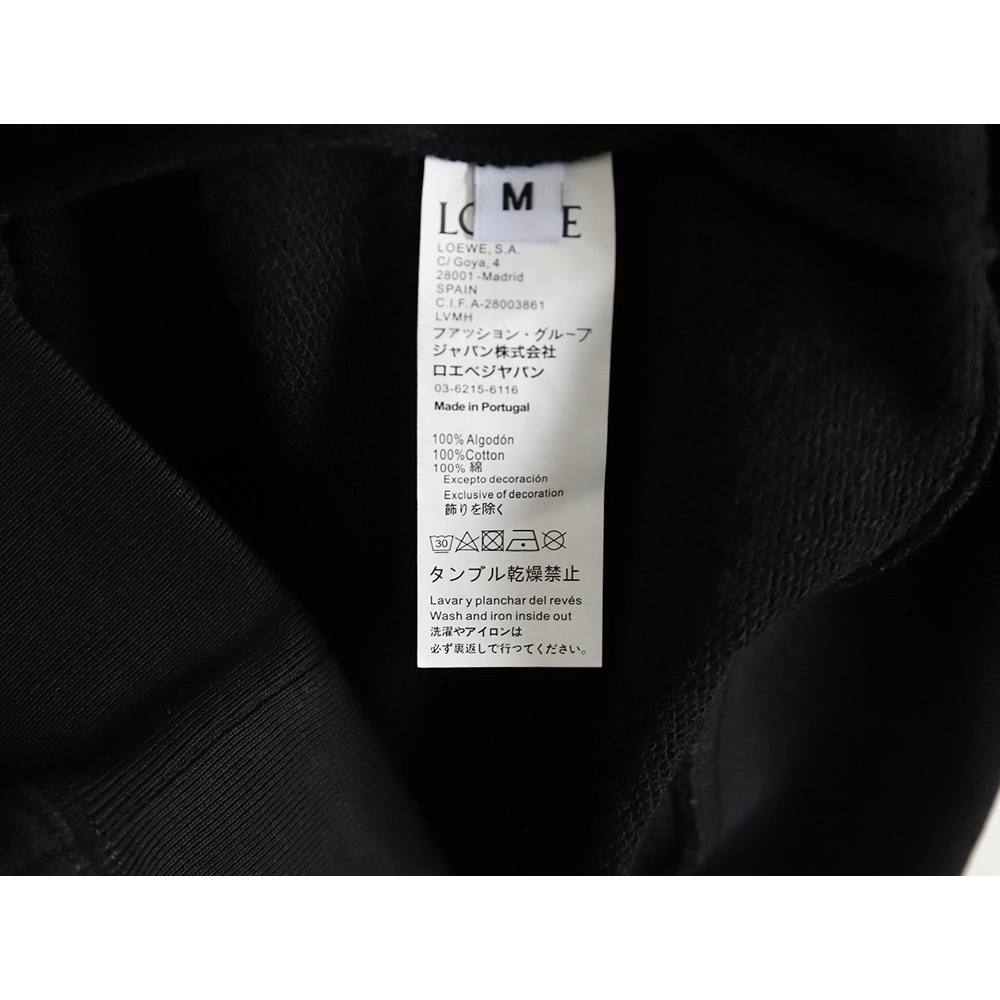 M
LOEWE
LOEWE, S.A.
C/ Goya, 4
28001-Madrid
SPAIN
C.I.F. A-28003861
LVMH
ファッション・グループ
ジャパン株式会社
ロエベジヤパン
03-6215-6116
Made in Portugal
100% Algodón
100%Cotton
100% 綿
Excepto decoración
Exclusive of decoration
飾りを除く
30
タンブル乾燥禁止
Lavar y planchar del revés
Wash and iron inside out
洗濯やアイロンは
必ず裏返しで行つてください。